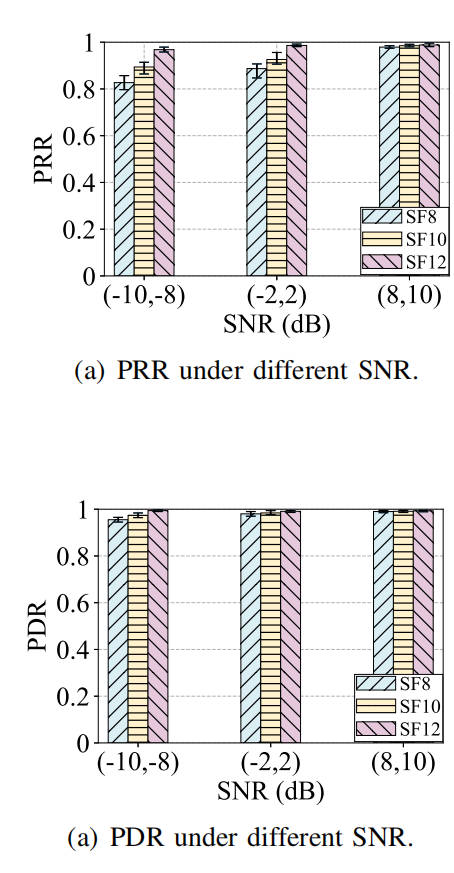 1
0.8
0.6
0.4
0.2
0
PRR
SF8
SF10
SF12
(-10,-8) (-2,2) (8,10)
SNR (dB)
(a) PRR under different SNR.
1
0.8
0.6
0.4
0.2
0
PDR
SF8
SF10
SF12
(-10,-8) (-2,2) (8,10)
SNR (dB)
(a) PDR under different SNR.